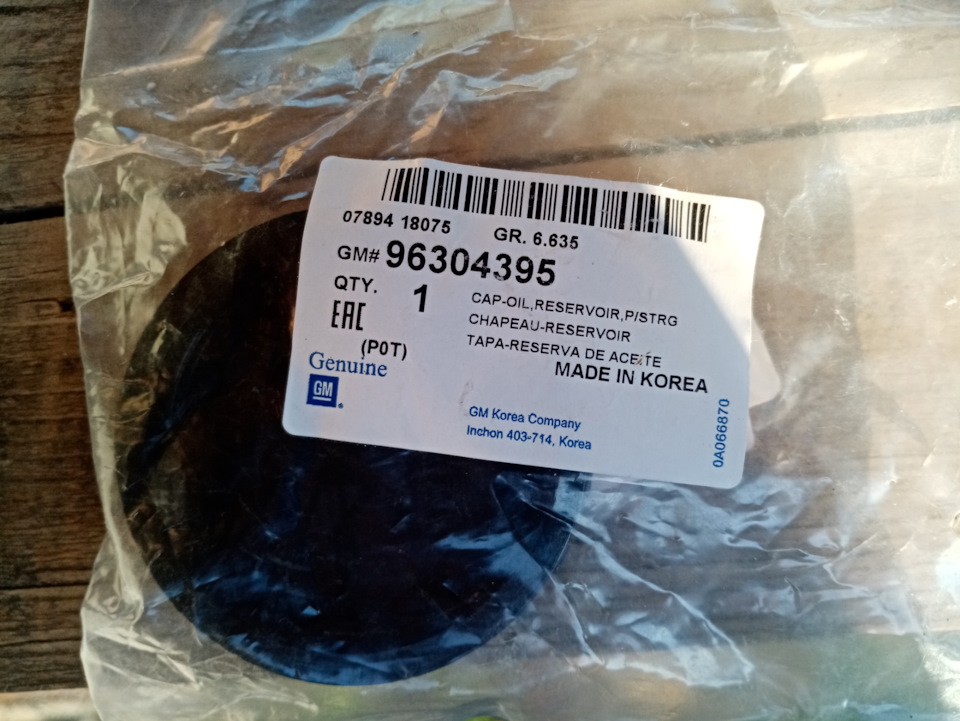 07894 18075 GR. 6.635
GM# 96304395
QTY. 1
CAP-OIL,RESERVOIR,P/STRG
CHAPEAU-RESERVOIR
TAPA-RESERVA DE ACEITE
EAC
(P0T)
MADE IN KOREA
Genuine
GM
GM Korea Company
Inchon 403-714, Korea
0A066870